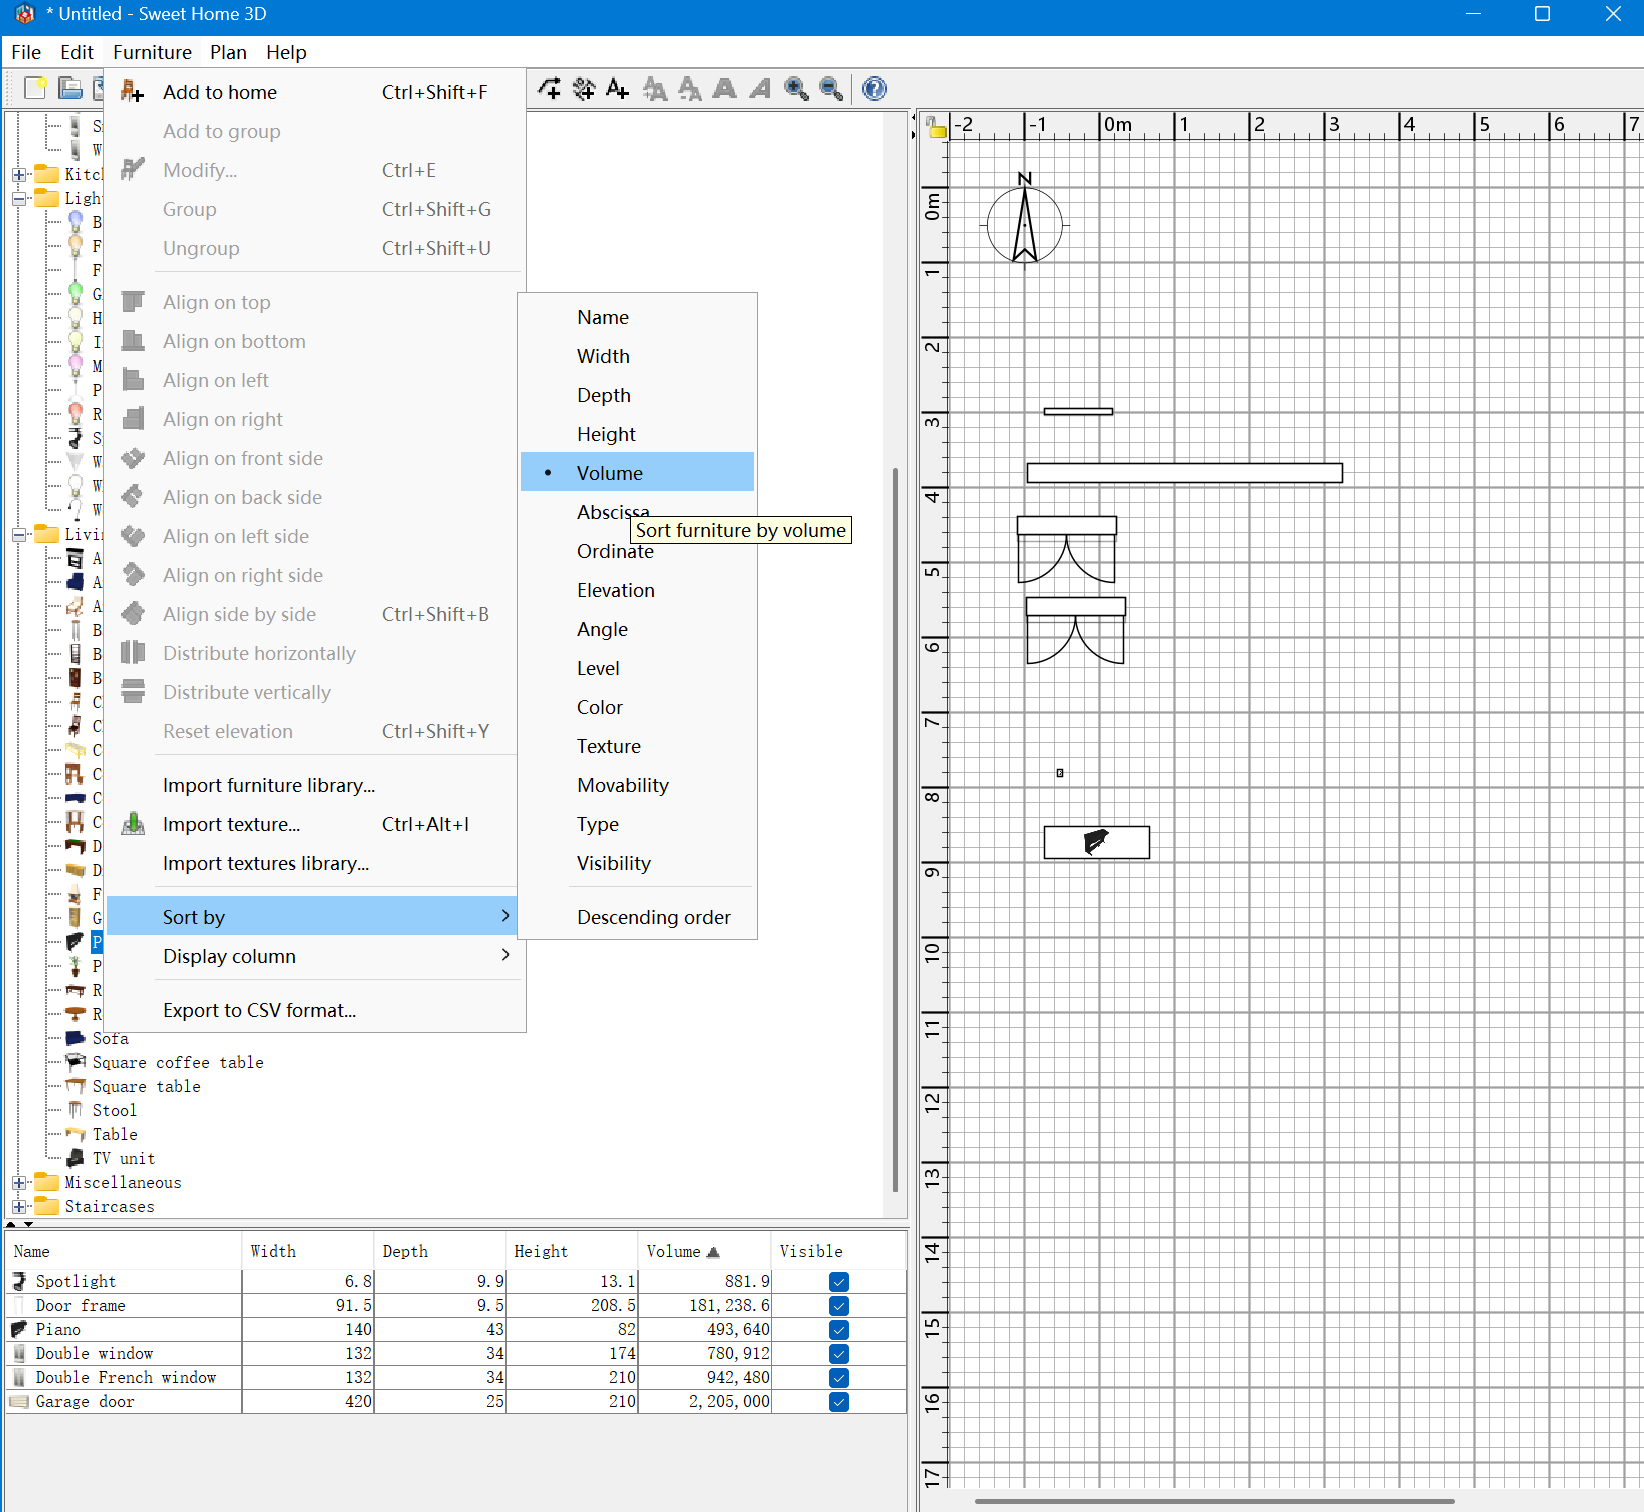 * Untitled - Sweet Home 3D
File Edit Furniture Plan Help
Add to home Ctrl+Shift+F
Add to group
Modify... Ctrl+E
Group Ctrl+Shift+G
Ungroup Ctrl+Shift+U
Align on top
Align on bottom
Align on left
Align on right
Align on front side
Align on back side
Align on left side
Align on right side
Align side by side Ctrl+Shift+B
Distribute horizontally
Distribute vertically
Reset elevation Ctrl+Shift+Y
Import furniture library...
Import texture... Ctrl+Alt+I
Import textures library...
Sort by
Display column
Export to CSV format...
Name
Width
Depth
Height
Volume
Abscissa
Sort furniture by volume
Ordinate
Elevation
Angle
Level
Color
Texture
Movability
Type
Visibility
Descending order
Sofa
Square coffee table
Square table
Stool
Table
TV unit
Miscellaneous
Staircases
Name Width Depth Height Volume Visible
Spotlight 6.8 9.9 13.1 881.9
Door frame 91.5 9.5 208.5 181,238.6
Piano 140 43 82 493,640
Double window 132 34 174 780,912
Double French window 132 34 210 942,480
Garage door 420 25 210 2,205,000
-2 -1 0m 1 2 3 4 5 6 7
N
0m
1
2
3
4
5
6
7
8
9
10
11
12
13
14
15
16
17